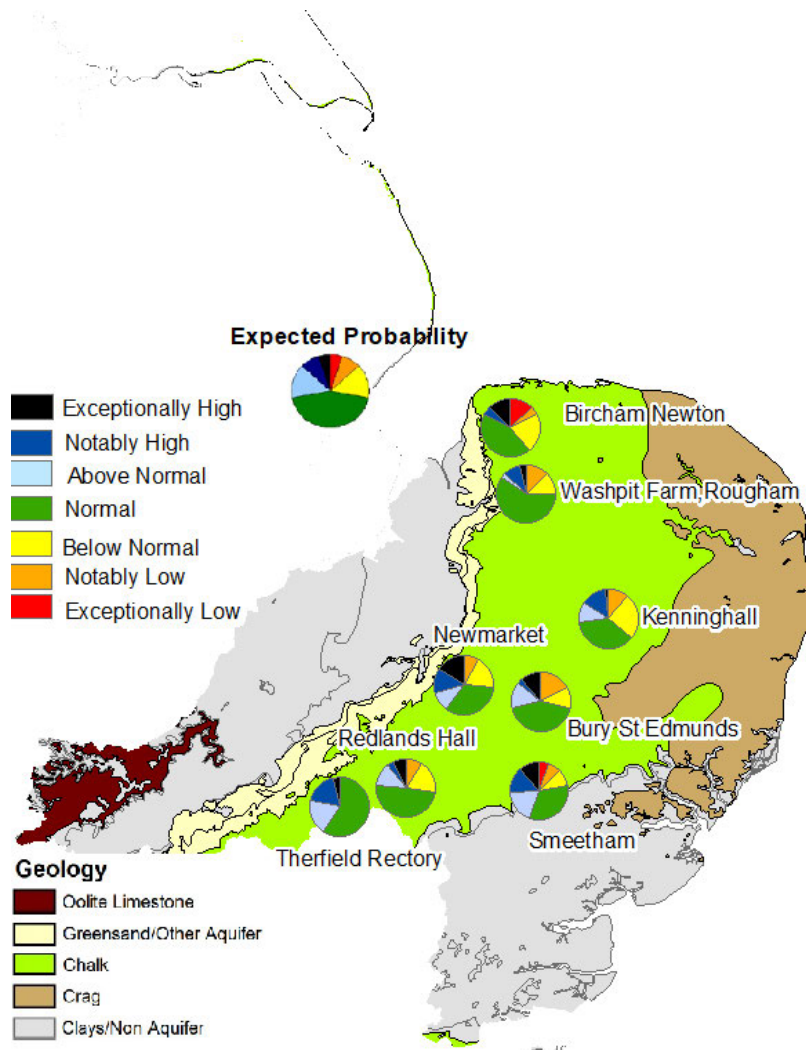 Expected Probability
Exceptionally High
Notably High
Above Normal
Normal
Below Normal
Notably Low
Exceptionally Low
Bircham Newton
Washpit Farm,Rougham
Kenninghall
Newmarket
Bury St Edmunds
Redlands Hall
Smeetham
Therfield Rectory
Geology
Oolite Limestone
Greensand/Other Aquifer
Chalk
Crag
Clays/Non Aquifer